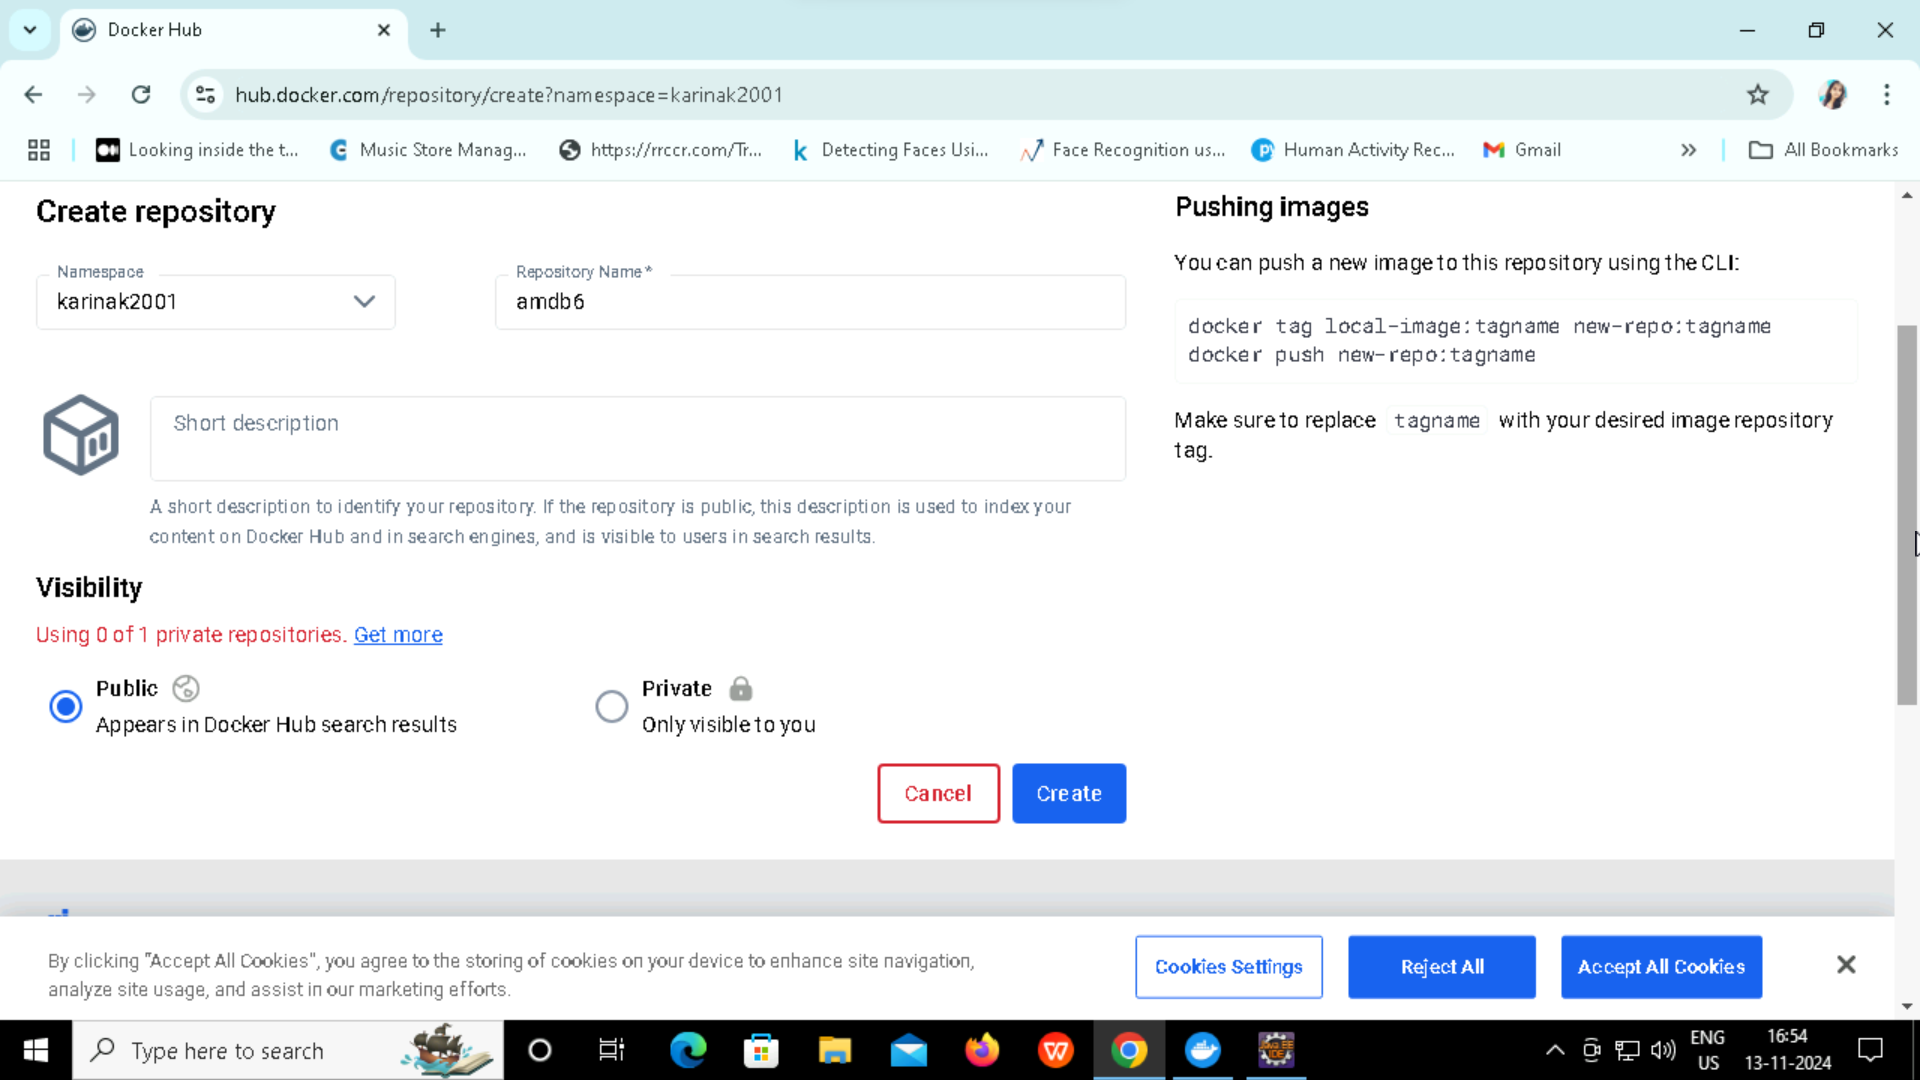 Docker Hub
hub.docker.com/repository/create?namespace=karinak2001
Looking inside the t...
Music Store Manag...
https://rrccr.com/Tr...
Detecting Faces Usi...
Face Recognition us...
Human Activity Rec...
Gmail
All Bookmarks
Create repository
Namespace
karinak2001
Repository Name*
amdb6
Short description
A short description to identify your repository. If the repository is public, this description is used to index your
content on Docker Hub and in search engines, and is visible to users in search results.
Visibility
Using 0 of 1 private repositories. Get more
Public
Appears in Docker Hub search results
Private
Only visible to you
Cancel
Create
Pushing images
You can push a new image to this repository using the CLI:
docker tag local-image:tagname new-repo:tagname
docker push new-repo:tagname
Make sure to replace tagname with your desired image repository
tag.
By clicking "Accept All Cookies", you agree to the storing of cookies on your device to enhance site navigation,
analyze site usage, and assist in our marketing efforts.
Cookies Settings
Reject All
Accept All Cookies
Type here to search
ENG
US
16:54
13-11-2024